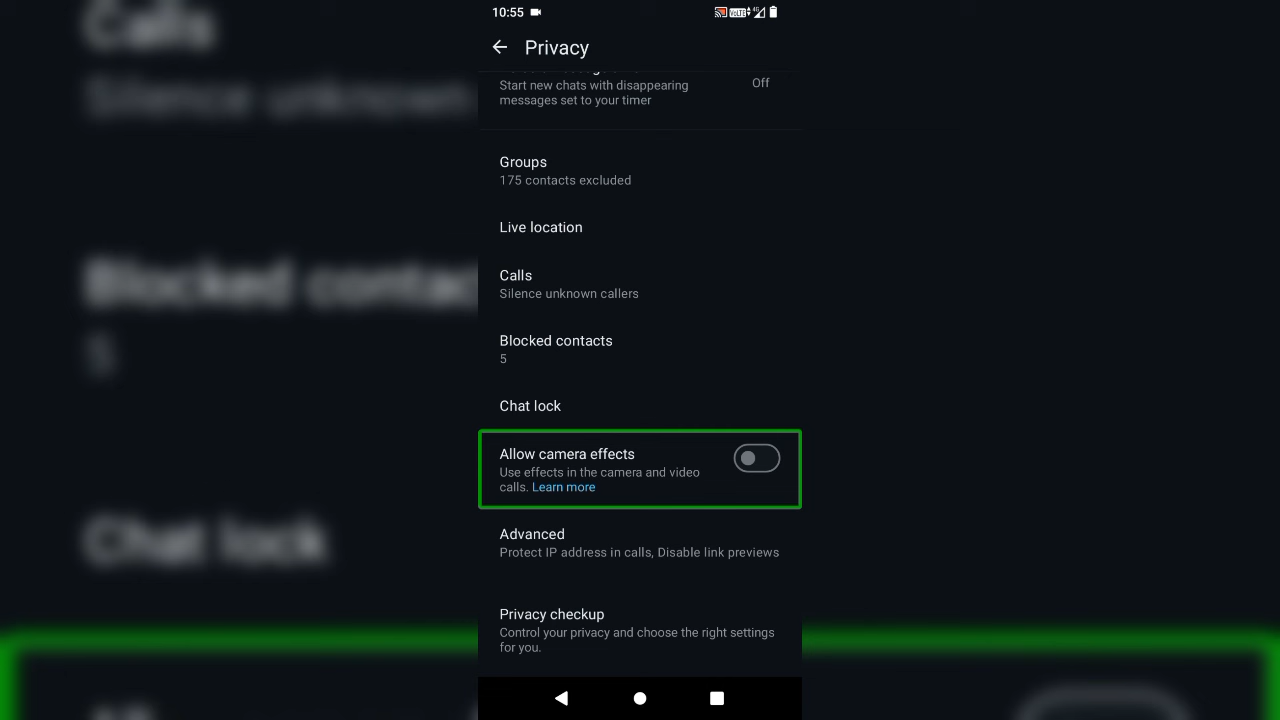 10:55
Privacy
Start new chats with disappearing
messages set to your timer
Off
Groups
175 contacts excluded
Live location
Calls
Silence unknown callers
Blocked contacts
5
Chat lock
Allow camera effects
Use effects in the camera and video
calls. Learn more
Advanced
Protect IP address in calls, Disable link previews
Privacy checkup
Control your privacy and choose the right settings
for you.
Calls
Silence unknown
Blocked contac
5
Chat lock